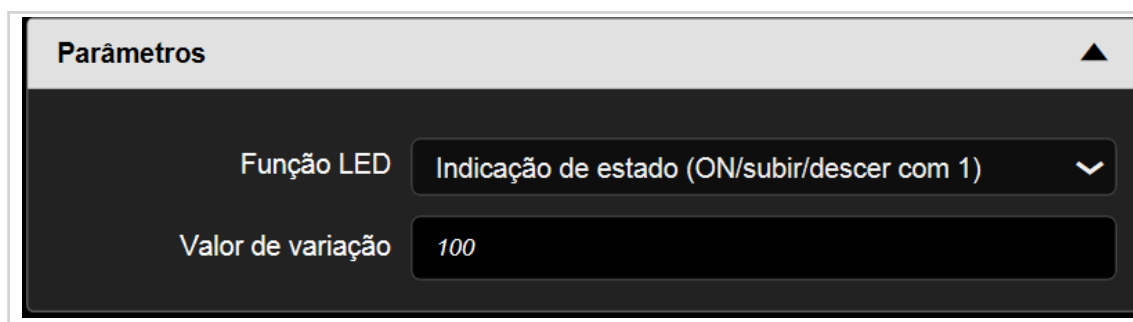 Parâmetros
Função LED Indicação de estado (ON/subir/descer com 1)
Valor de variação 100